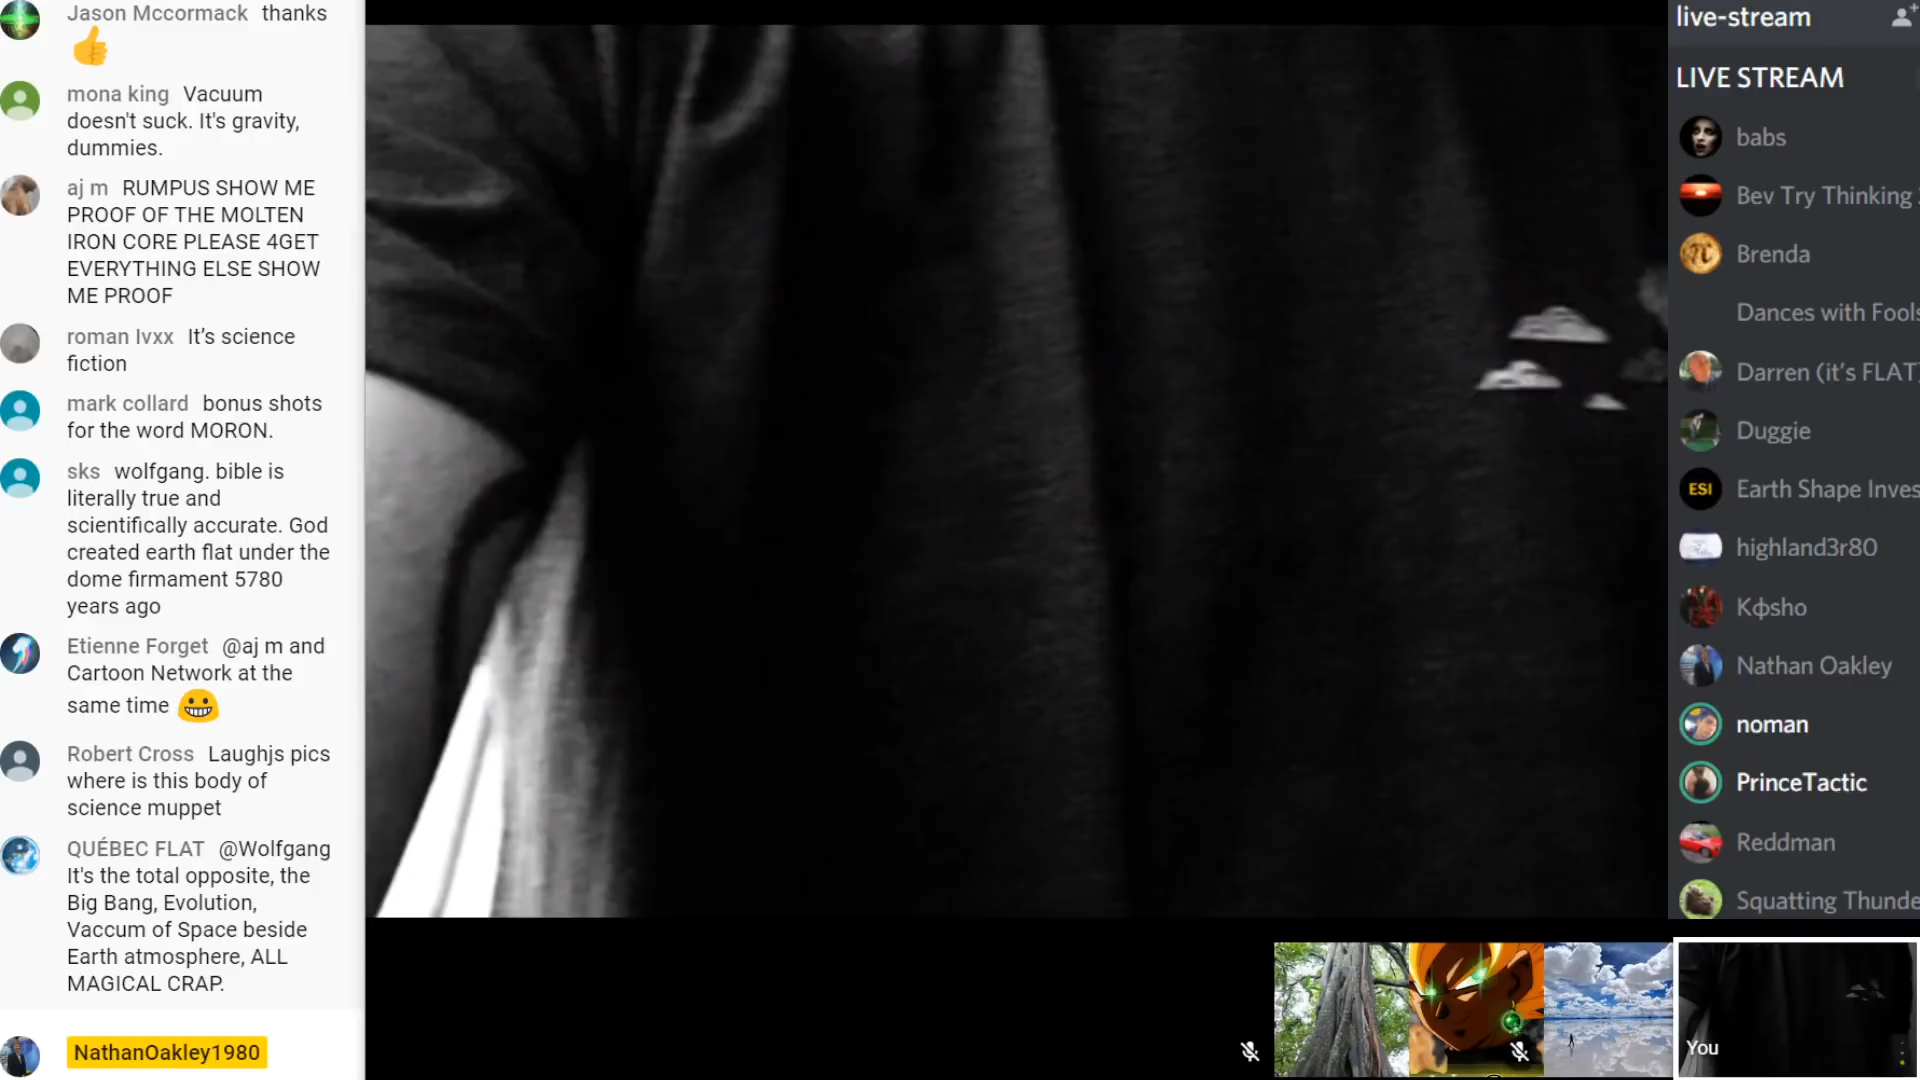 Jason Mccormack thanks
mona king Vacuum
doesn't suck. It's gravity,
dummies.
aj m RUMPUS SHOW ME
PROOF OF THE MOLTEN
IRON CORE PLEASE 4GET
EVERYTHING ELSE SHOW
ME PROOF
roman lvxx It’s science
fiction
mark collard bonus shots
for the word MORON.
sks wolfgang. bible is
literally true and
scientifically accurate. God
created earth flat under the
dome firmament 5780
years ago
Etienne Forget @aj m and
Cartoon Network at the
same time
Robert Cross Laughjs pics
where is this body of
science muppet
QUÉBEC FLAT @Wolfgang
It's the total opposite, the
Big Bang, Evolution,
Vaccum of Space beside
Earth atmosphere, ALL
MAGICAL CRAP.
NathanOakley1980
live-stream
LIVE STREAM
babs
Bev Try Thinking
Brenda
Dances with Fools
Darren (it’s FLAT)
Duggie
ESI Earth Shape Inves
highland3r80
Kфsho
Nathan Oakley
noman
PrinceTactic
Reddman
Squatting Thunde
You